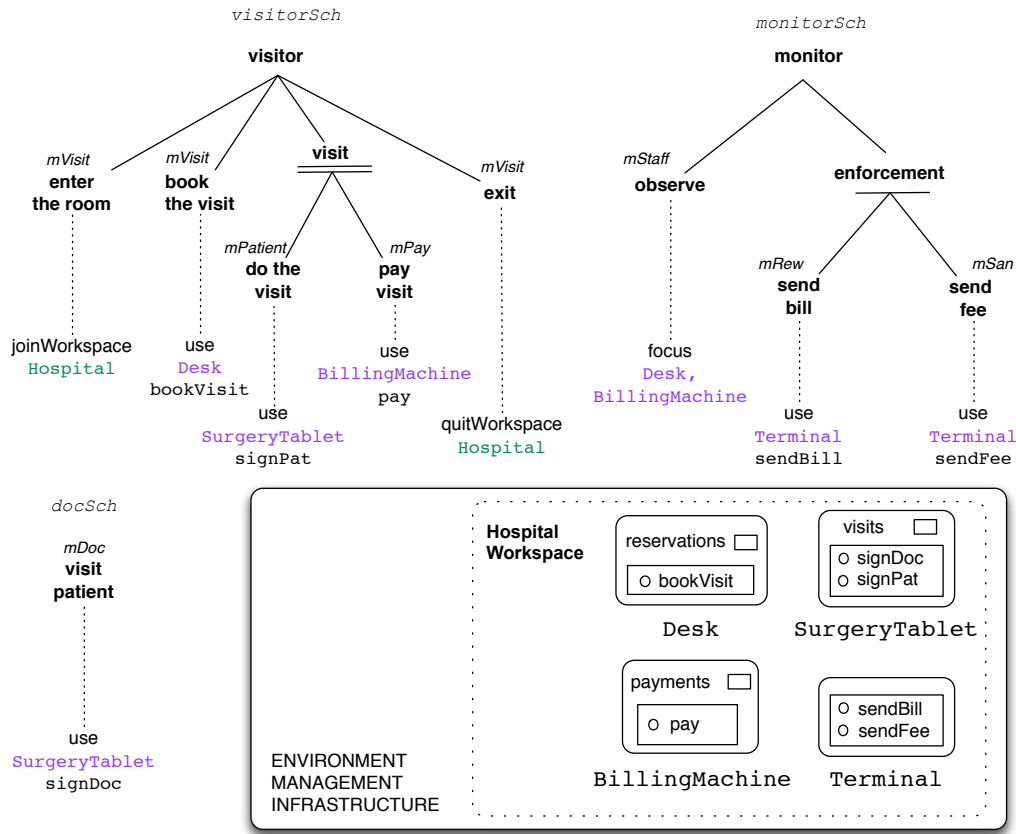 visitorSch
visitor
mVisit
enter
the room
joinWorkspace
Hospital
mVisit
book
the visit
use
Desk
bookVisit
visit
mPatient
do the
visit
use
SurgeryTablet
signPat
mPay
pay
visit
use
BillingMachine
pay
mVisit
exit
quitWorkspace
Hospital
monitorSch
monitor
mStaff
observe
focus
Desk,
BillingMachine
enforcement
mRew
send
bill
use
Terminal
sendBill
mSan
send
fee
use
Terminal
sendFee
docSch
mDoc
visit
patient
use
SurgeryTablet
signDoc
Hospital
Workspace
reservations
bookVisit
Desk
visits
signDoc
signPat
SurgeryTablet
payments
pay
BillingMachine
sendBill
sendFee
Terminal
ENVIRONMENT
MANAGEMENT
INFRASTRUCTURE